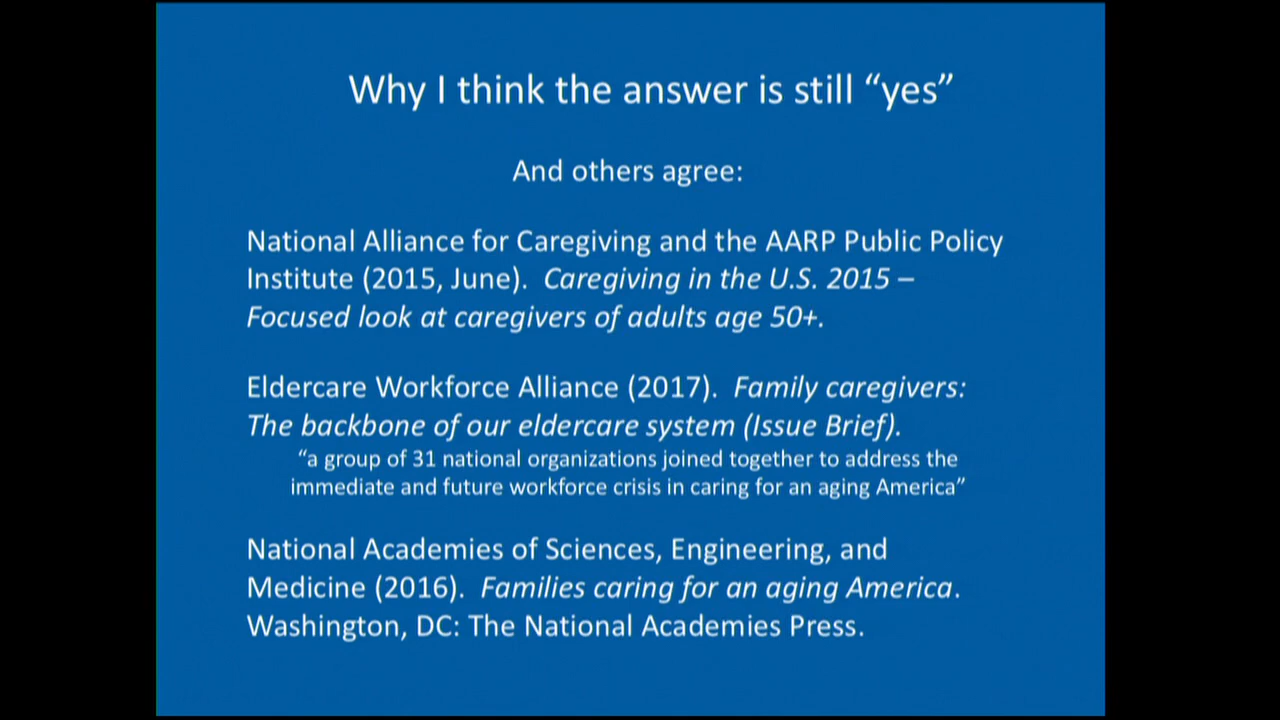 Why I think the answer is still “yes”
And others agree:
National Alliance for Caregiving and the AARP Public Policy
Institute (2015, June).  Caregiving in the U.S. 2015 –
Focused look at caregivers of adults age 50+.
Eldercare Workforce Alliance (2017).  Family caregivers:
The backbone of our eldercare system (Issue Brief).
“a group of 31 national organizations joined together to address the
immediate and future workforce crisis in caring for an aging America”
National Academies of Sciences, Engineering, and
Medicine (2016).  Families caring for an aging America.
Washington, DC: The National Academies Press.